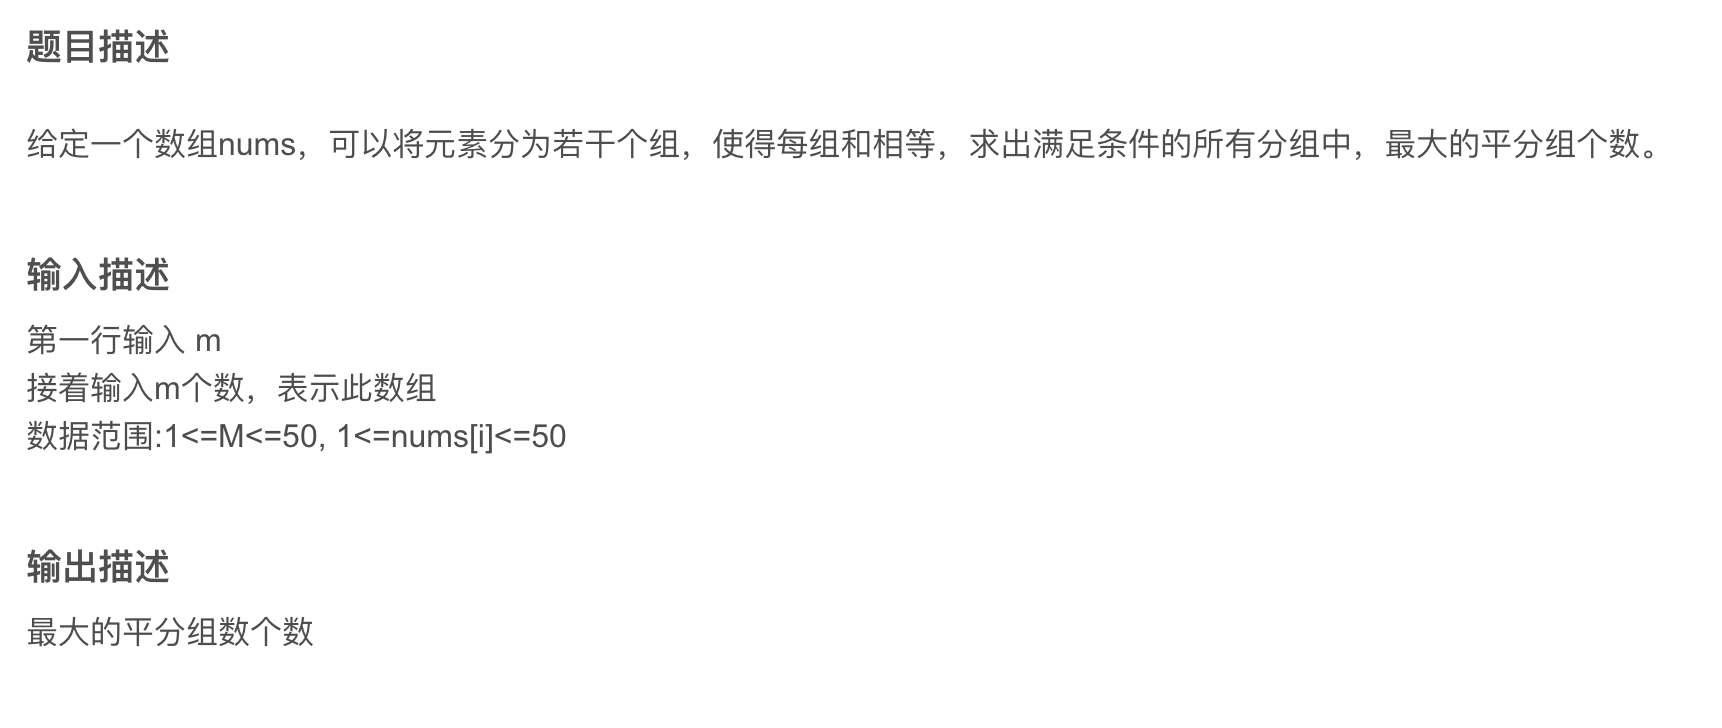 题目描述
给定一个数组nums，可以将元素分为若干个组，使得每组和相等，求出满足条件的所有分组中，最大的平分组个数。
输入描述
第一行输入 m
接着输入m个数，表示此数组
数据范围:1<=M<=50, 1<=nums[i]<=50
输出描述
最大的平分组数个数